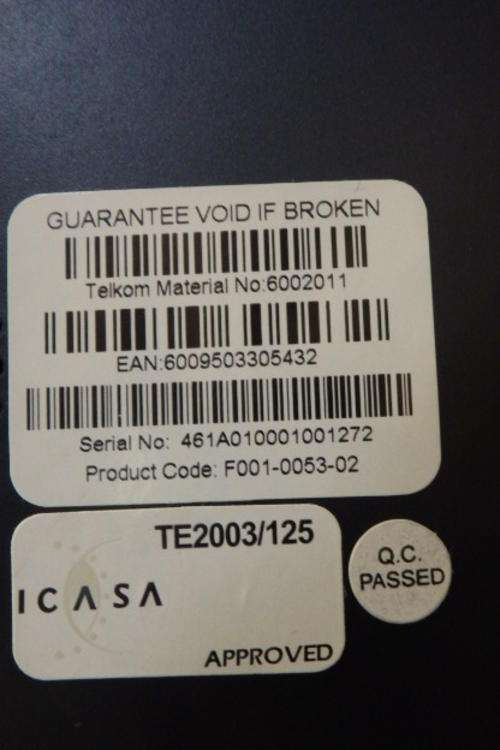 GUARANTEE VOID IF BROKEN
Telkom Material No:6002011
EAN:6009503305432
Serial No: 461A010001001272
Product Code: F001-0053-02
TE2003/125
ICASA
APPROVED
Q.C.
PASSED